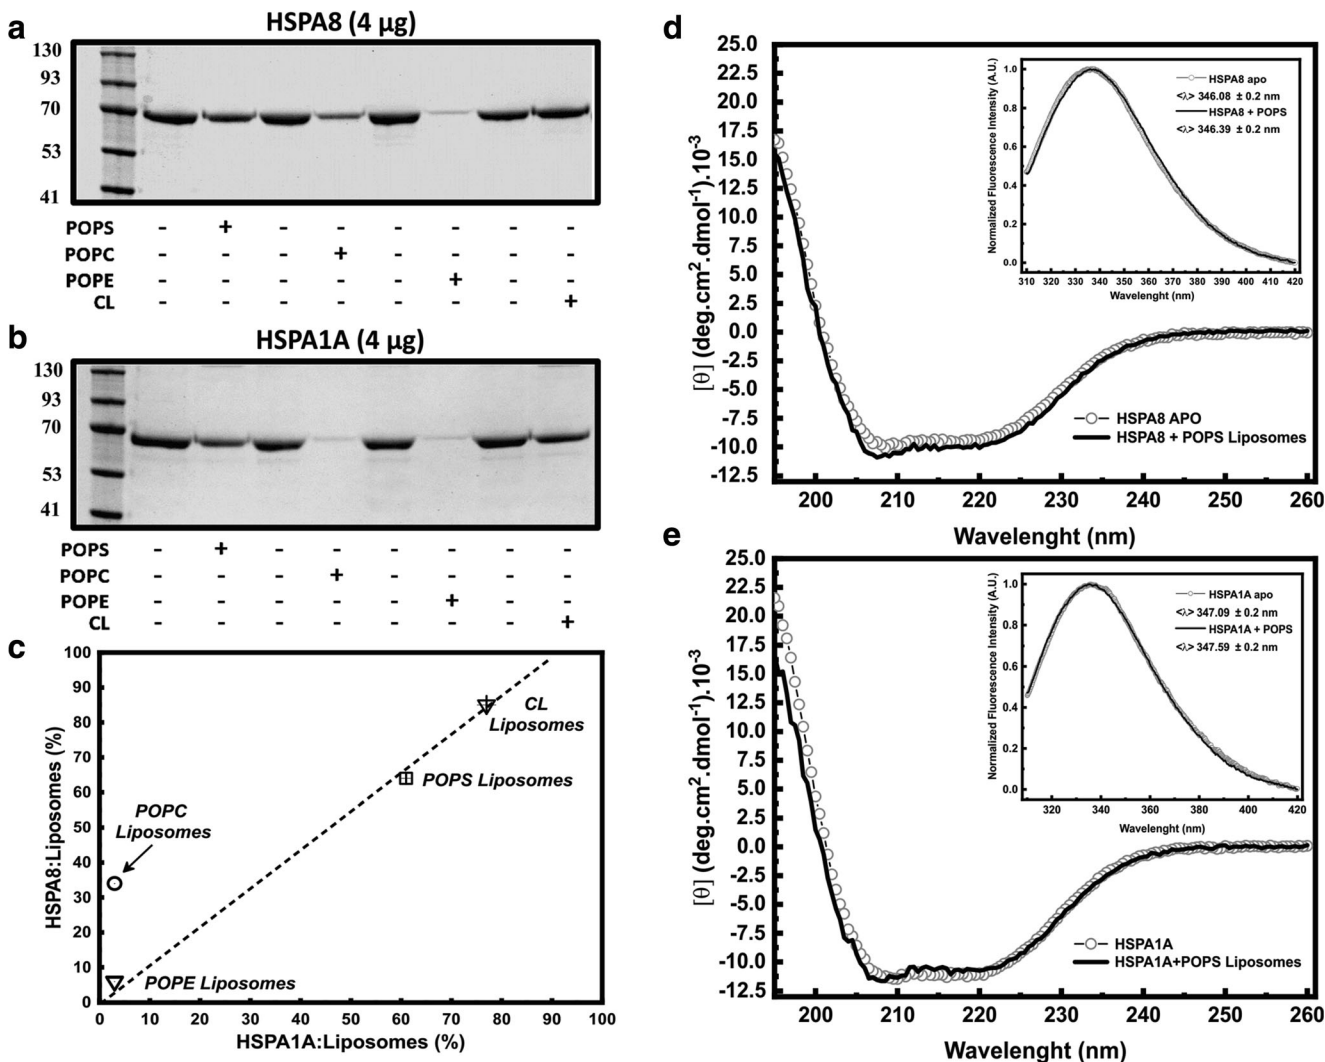 a
HSPA8 (4 µg)
130
93
70
53
41
POPS - + - - - - - -
POPC - - - + - - - -
POPE - - - - - + - -
CL - - - - - - - +
b
HSPA1A (4 µg)
130
93
70
53
41
POPS - + - - - - - -
POPC - - - + - - - -
POPE - - - - - + - -
CL - - - - - - - +
c
100
90
80
70
60
50
40
30
20
10
0
HSPA8:Liposomes (%)
CL
Liposomes
POPS Liposomes
POPC
Liposomes
POPE Liposomes
0 10 20 30 40 50 60 70 80 90 100
HSPA1A:Liposomes (%)
d
25.0
22.5
20.0
17.5
15.0
12.5
10.0
7.5
5.0
2.5
0.0
-2.5
-5.0
-7.5
-10.0
-12.5
[θ] (deg.cm².dmol⁻¹).10⁻³
1.0
0.8
0.6
0.4
0.2
0.0
Normalized Fluorescence Intensity (A.U.)
HSPA8 apo
<λ> 346.08 ± 0.2 nm
HSPA8 + POPS
<λ> 346.39 ± 0.2 nm
310 320 330 340 350 360 370 380 390 400 410 420
Wavelenght (nm)
HSPA8 APO
HSPA8 + POPS Liposomes
200 210 220 230 240 250 260
Wavelenght (nm)
e
25.0
22.5
20.0
17.5
15.0
12.5
10.0
7.5
5.0
2.5
0.0
-2.5
-5.0
-7.5
-10.0
-12.5
[θ] (deg.cm².dmol⁻¹).10⁻³
1.0
0.8
0.6
0.4
0.2
0.0
Normalized Fluorescence Intensity (A.U.)
HSPA1A apo
<λ> 347.09 ± 0.2 nm
HSPA1A + POPS
<λ> 347.59 ± 0.2 nm
320 340 360 380 400 420
Wavelenght (nm)
HSPA1A
HSPA1A+POPS Liposomes
200 210 220 230 240 250 260
Wavelenght (nm)